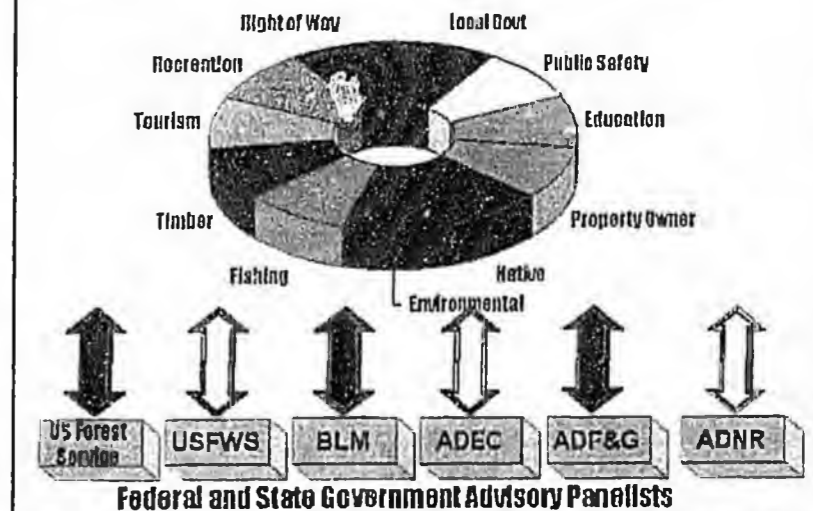 Right of Way Local Govt
Recreation Public Safety
Tourism Education
Timber Property Owner
Fishing Native
Environmental
US Forest Service USFWS BLM ADEC ADF&G ADNR
Federal and State Government Advisory Panelists